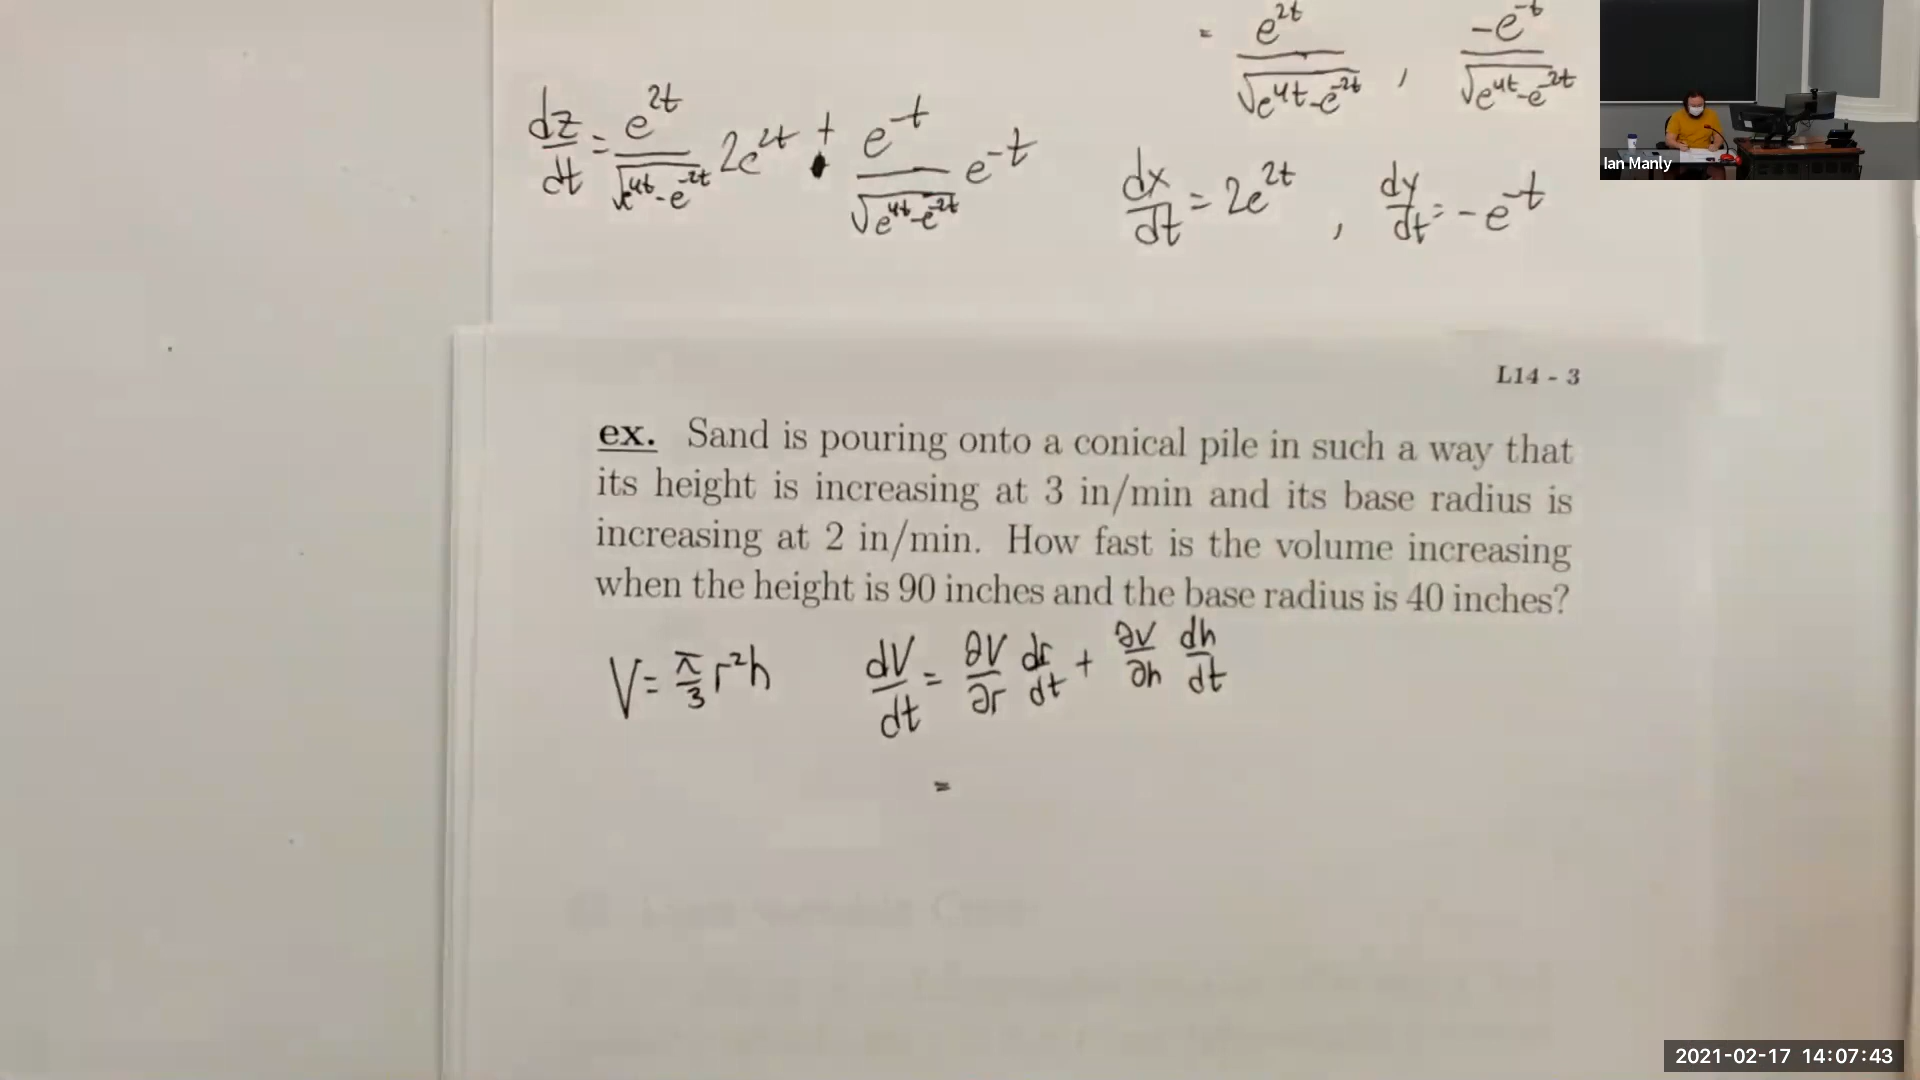 = e^{2t}/√(e^{4t}-e^{-2t}) , -e^{-t}/√(e^{4t}-e^{-2t})
dz/dt = e^{2t}/√(e^{4t}-e^{-2t}) 2e^{2t} + e^{-t}/√(e^{4t}-e^{-2t}) e^{-t}
dx/dt = 2e^{2t} , dy/dt = -e^{-t}
Ian Manly
L14 - 3
ex. Sand is pouring onto a conical pile in such a way that
its height is increasing at 3 in/min and its base radius is
increasing at 2 in/min. How fast is the volume increasing
when the height is 90 inches and the base radius is 40 inches?
V = π/3 r²h dV/dt = ∂V/∂r dr/dt + ∂V/∂h dh/dt
=
2021-02-17 14:07:43